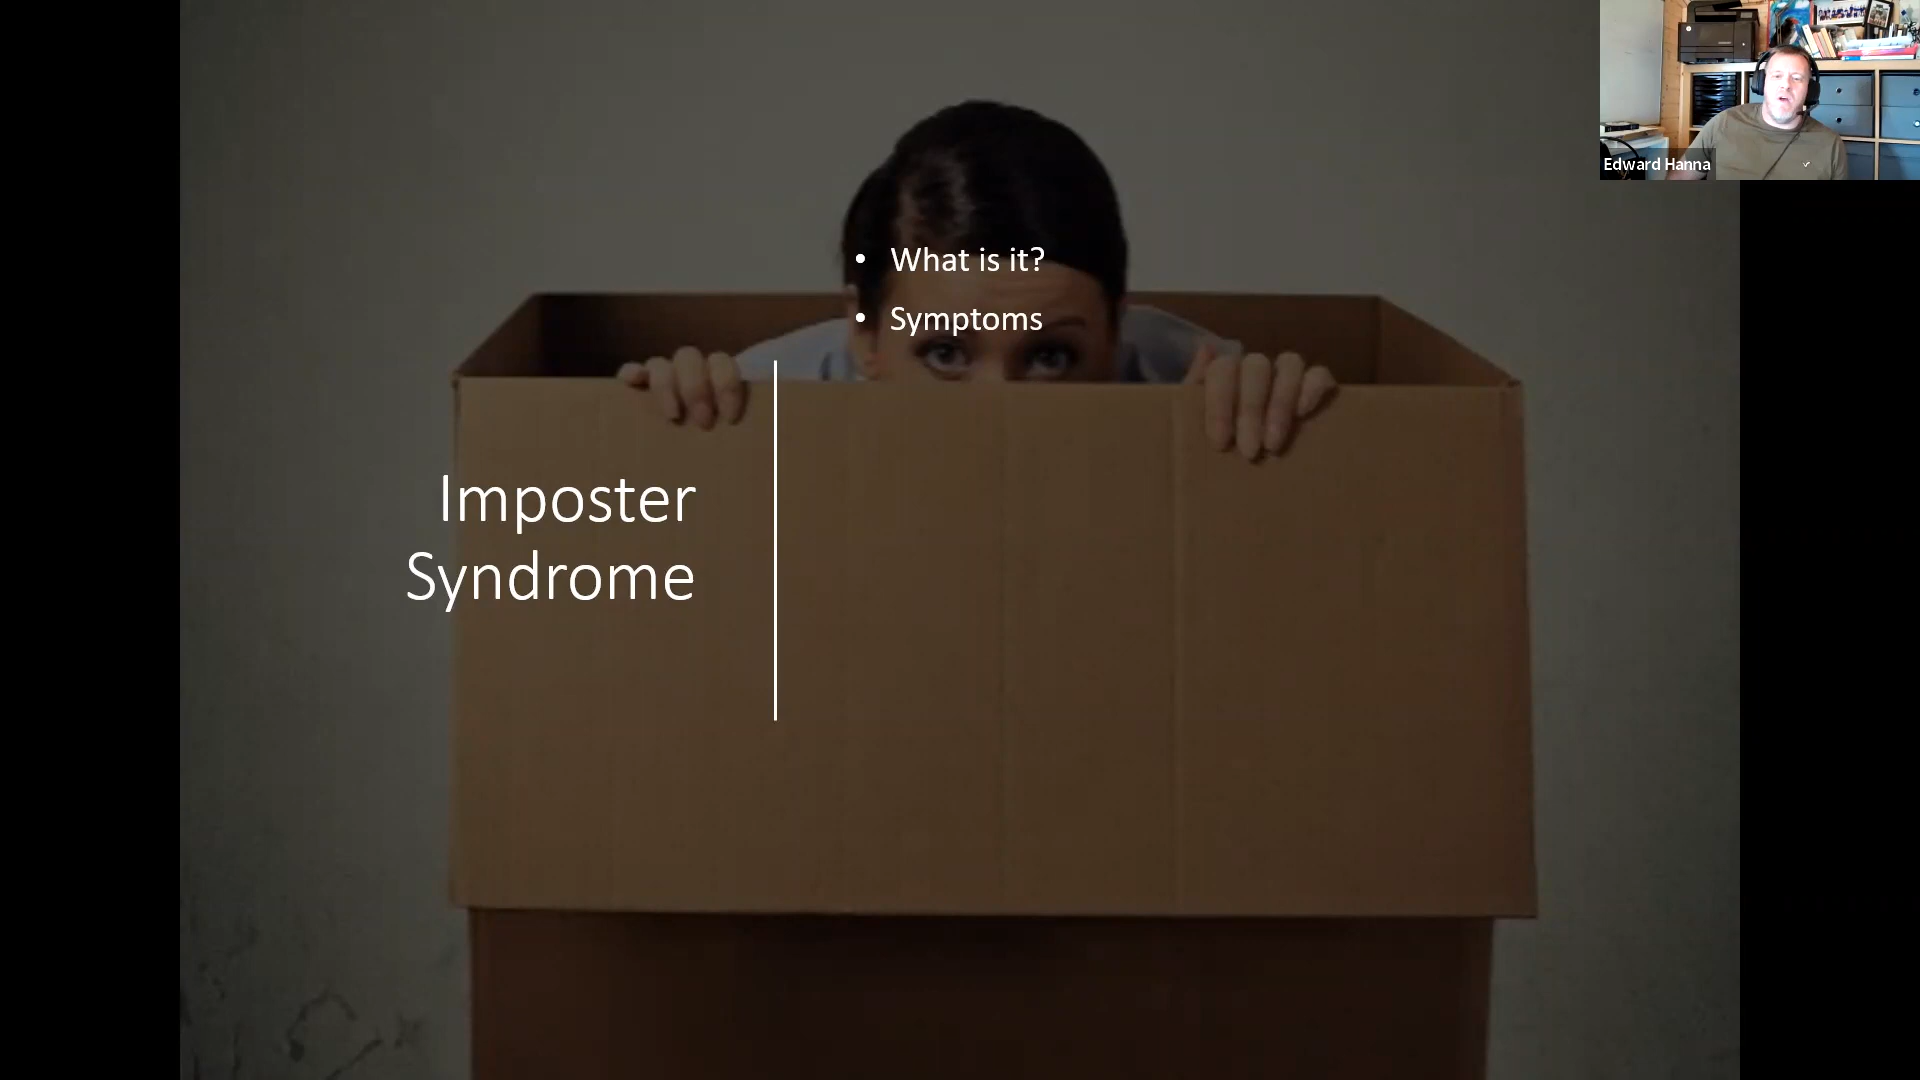 Imposter
Syndrome
• What is it?
• Symptoms
Edward Hanna